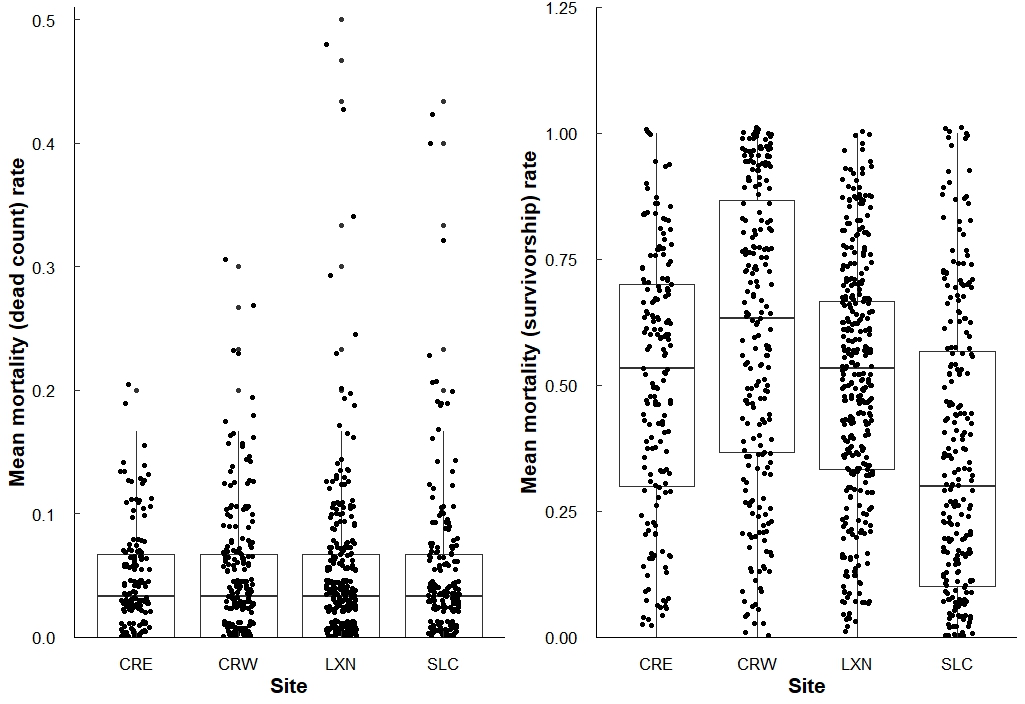 Mean mortality (dead count) rate
0.5
0.4
0.3
0.2
0.1
0.0
CRE CRW LXN SLC
Site
Mean mortality (survivorship) rate
1.25
1.00
0.75
0.50
0.25
0.00
CRE CRW LXN SLC
Site